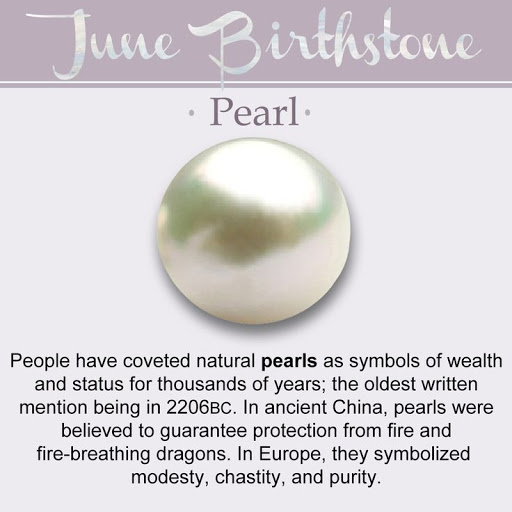 June Birthstone
· Pearl ·
People have coveted natural pearls as symbols of wealth
and status for thousands of years; the oldest written
mention being in 2206BC. In ancient China, pearls were
believed to guarantee protection from fire and
fire-breathing dragons. In Europe, they symbolized
modesty, chastity, and purity.